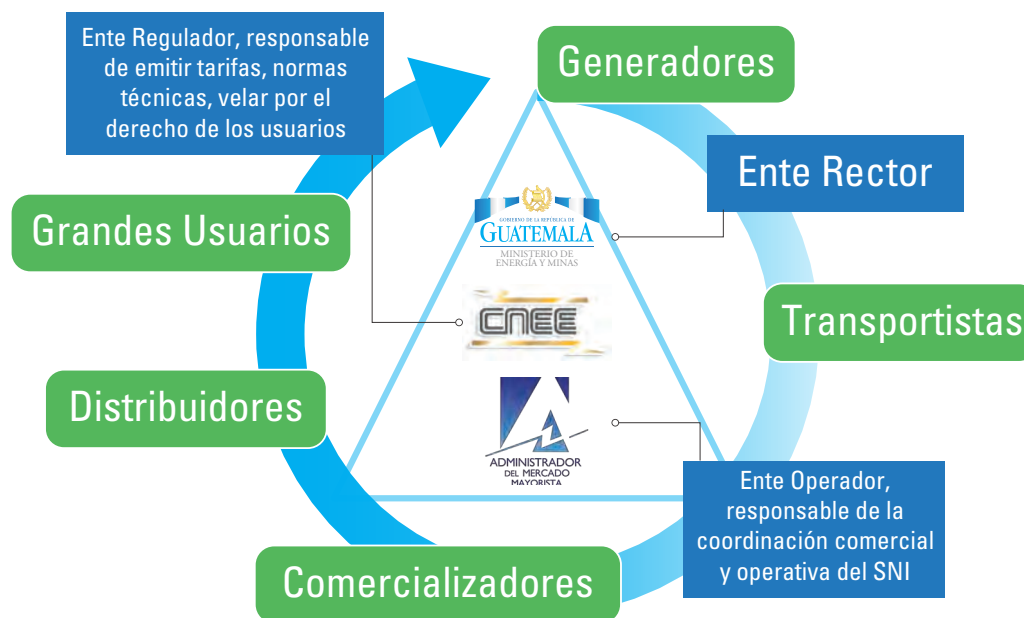 Ente Regulador, responsable
de emitir tarifas, normas
técnicas, velar por el
derecho de los usuarios
Generadores
Ente Rector
Grandes Usuarios
GOBIERNO DE LA REPÚBLICA DE
GUATEMALA
MINISTERIO DE
ENERGÍA Y MINAS
CNEE
Transportistas
Distribuidores
ADMINISTRADOR
DEL MERCADO
MAYORISTA
Ente Operador,
responsable de la
coordinación comercial
y operativa del SNI
Comercializadores